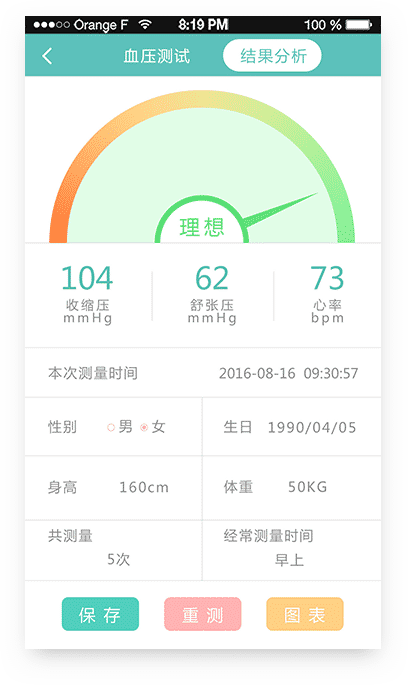 Orange F 8:19 PM 100 %
血压测试 结果分析
理想
104 62 73
收缩压 舒张压 心率
mmHg mmHg bpm
本次测量时间 2016-08-16 09:30:57
性别 男 女 生日 1990/04/05
身高 160cm 体重 50KG
共测量 经常测量时间
5次 早上
保存 重测 图表